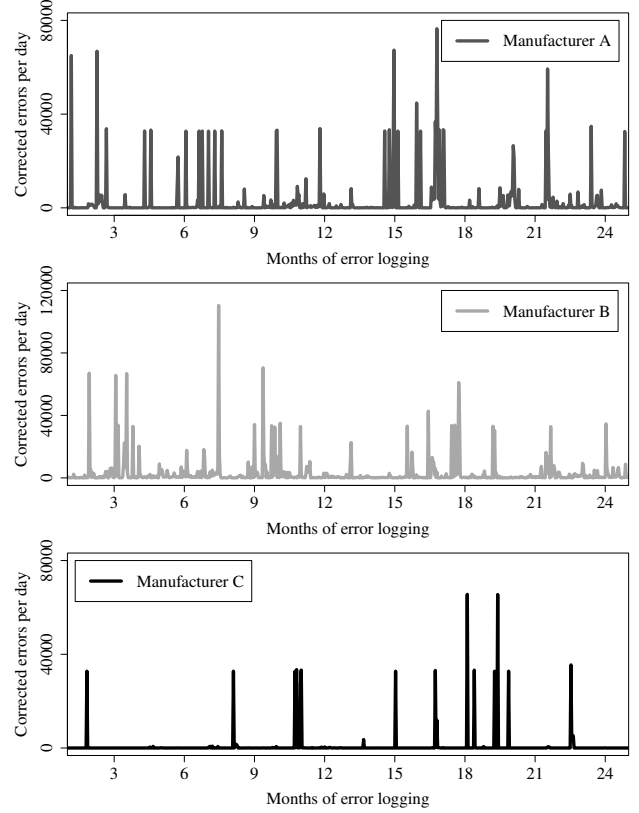 Corrected errors per day
80000
40000
0
Manufacturer A
3 6 9 12 15 18 21 24
Months of error logging
Corrected errors per day
120000
80000
40000
0
Manufacturer B
3 6 9 12 15 18 21 24
Months of error logging
Corrected errors per day
80000
40000
0
Manufacturer C
3 6 9 12 15 18 21 24
Months of error logging